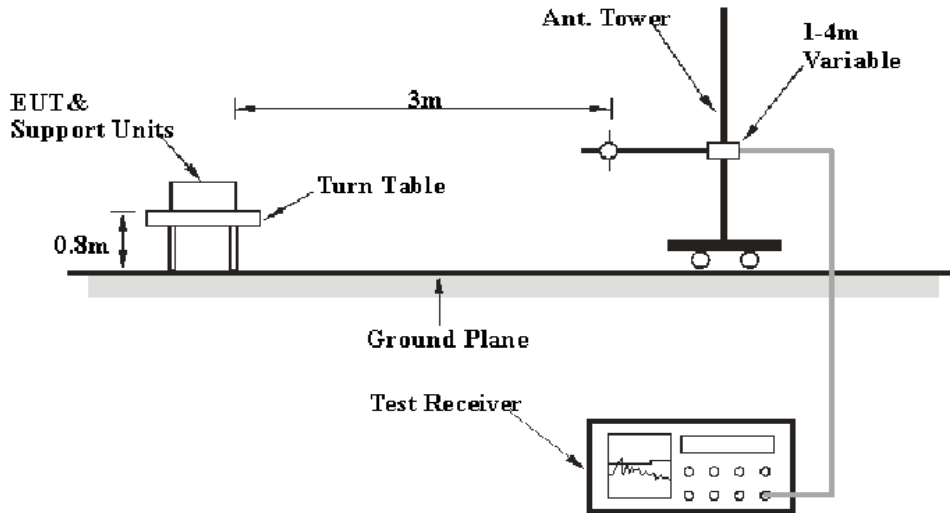 Ant. Tower
1-4m
Variable
EUT&
Support Units
3m
Turn Table
0.8m
Ground Plane
Test Receiver